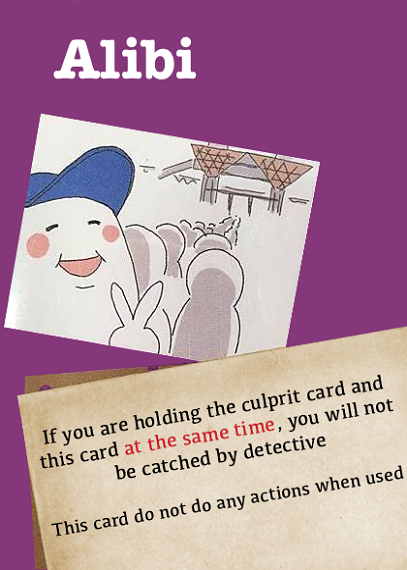 Alibi
If you are holding the culprit card and
this card at the same time, you will not
be catched by detective
This card do not do any actions when used